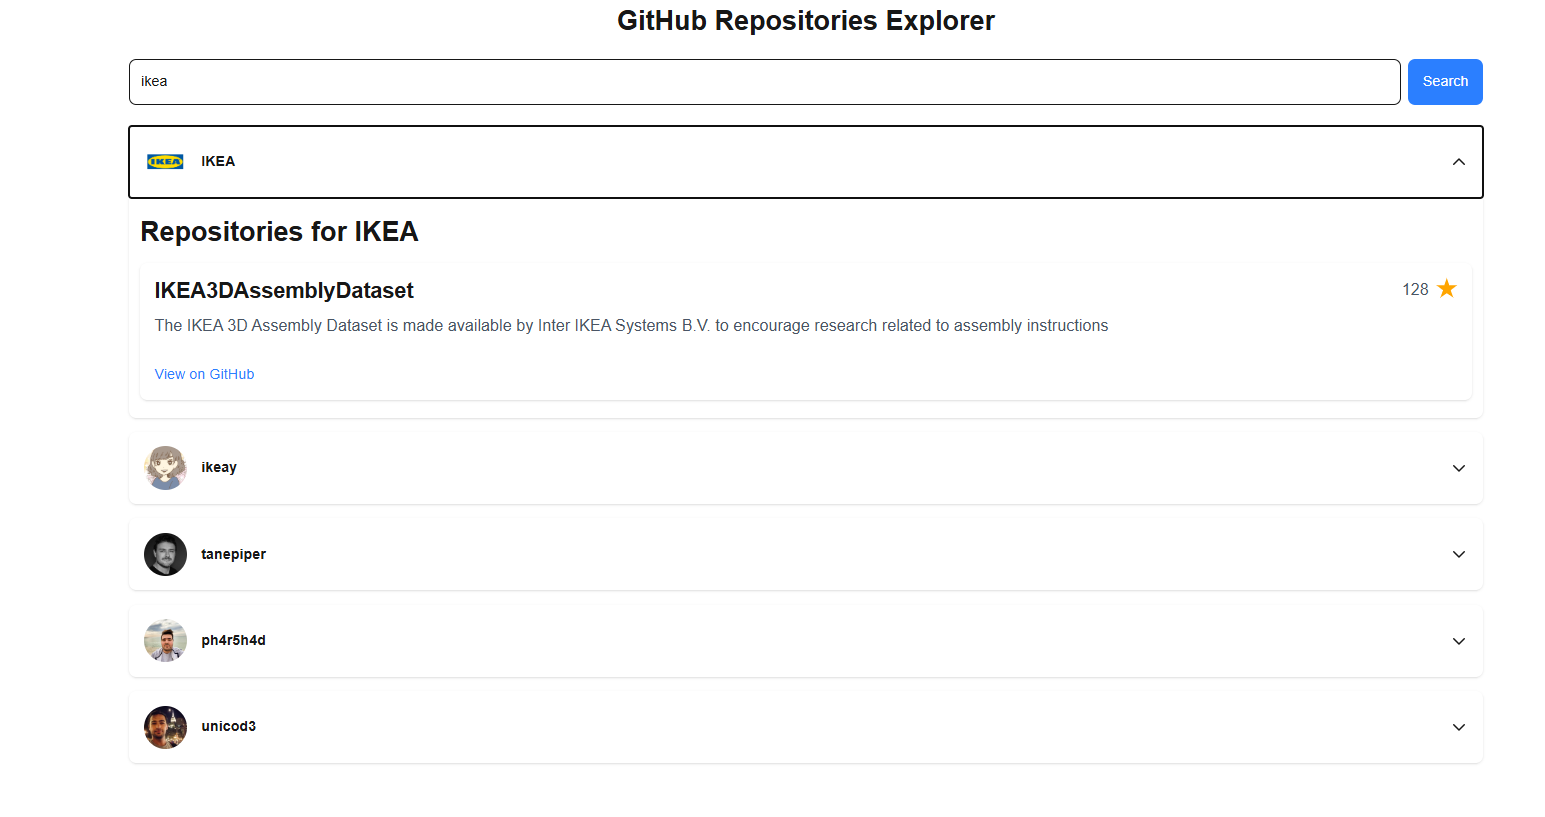 GitHub Repositories Explorer
ikea
Search
IKEA
IKEA
Repositories for IKEA
IKEA3DAssemblyDataset
128
The IKEA 3D Assembly Dataset is made available by Inter IKEA Systems B.V. to encourage research related to assembly instructions
View on GitHub
ikeay
tanepiper
ph4r5h4d
unicod3